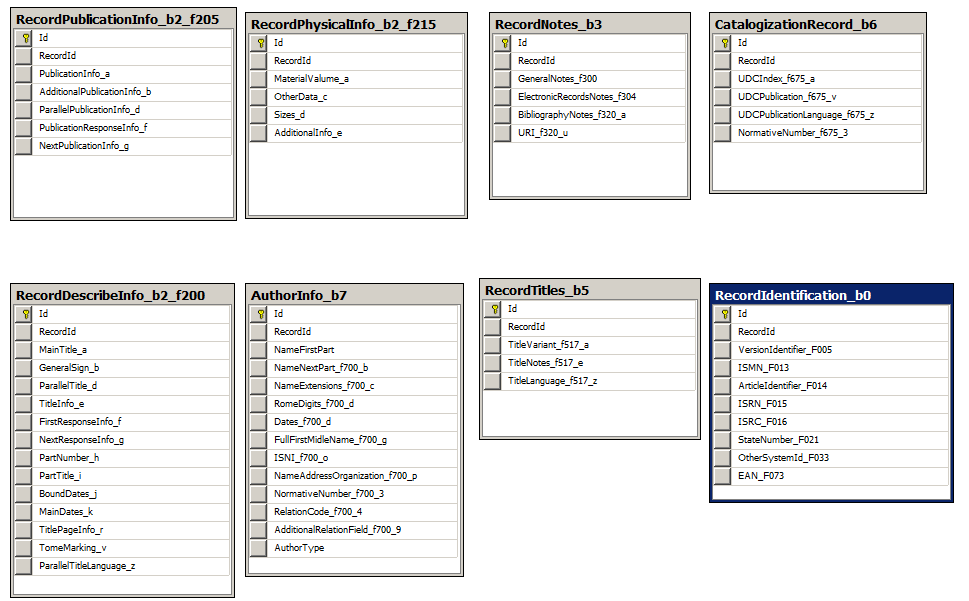 RecordPublicationInfo_b2_f205
Id
RecordId
PublicationInfo_a
AdditionalPublicationInfo_b
ParallelPublicationInfo_d
PublicationResponseInfo_f
NextPublicationInfo_g
RecordPhysicalInfo_b2_f215
Id
RecordId
MaterialVolume_a
OtherData_c
Sizes_d
AdditionalInfo_e
RecordNotes_b3
Id
RecordId
GeneralNotes_f300
ElectronicRecordsNotes_f304
BibliographyNotes_f320_a
URI_f320_u
CatalogizationRecord_b6
Id
RecordId
UDCIndex_f675_a
UDCPublication_f675_v
UDCPublicationLanguage_f675_z
NormativeNumber_f675_3
RecordDescribeInfo_b2_f200
Id
RecordId
MainTitle_a
GeneralSign_b
ParallelTitle_d
TitleInfo_e
FirstResponseInfo_f
NextResponseInfo_g
PartNumber_h
PartTitle_i
BoundDates_j
MainDates_k
TitlePageInfo_r
TomeMarking_v
ParallelTitleLanguage_z
AuthorInfo_b7
Id
RecordId
NameFirstPart
NameNextPart_f700_b
NameExtensions_f700_c
RomeDigits_f700_d
Dates_f700_d
FullFirstMidleName_f700_g
ISNI_f700_o
NameAddressOrganization_f700_p
NormativeNumber_f700_3
RelationCode_f700_4
AdditionalRelationField_f700_9
AuthorType
RecordTitles_b5
Id
RecordId
TitleVariant_f517_a
TitleNotes_f517_e
TitleLanguage_f517_z
RecordIdentification_b0
Id
RecordId
VersionIdentifier_F005
ISMN_F013
ArticleIdentifier_F014
ISRN_F015
ISRC_F016
StateNumber_F021
OtherSystemId_F033
EAN_F073